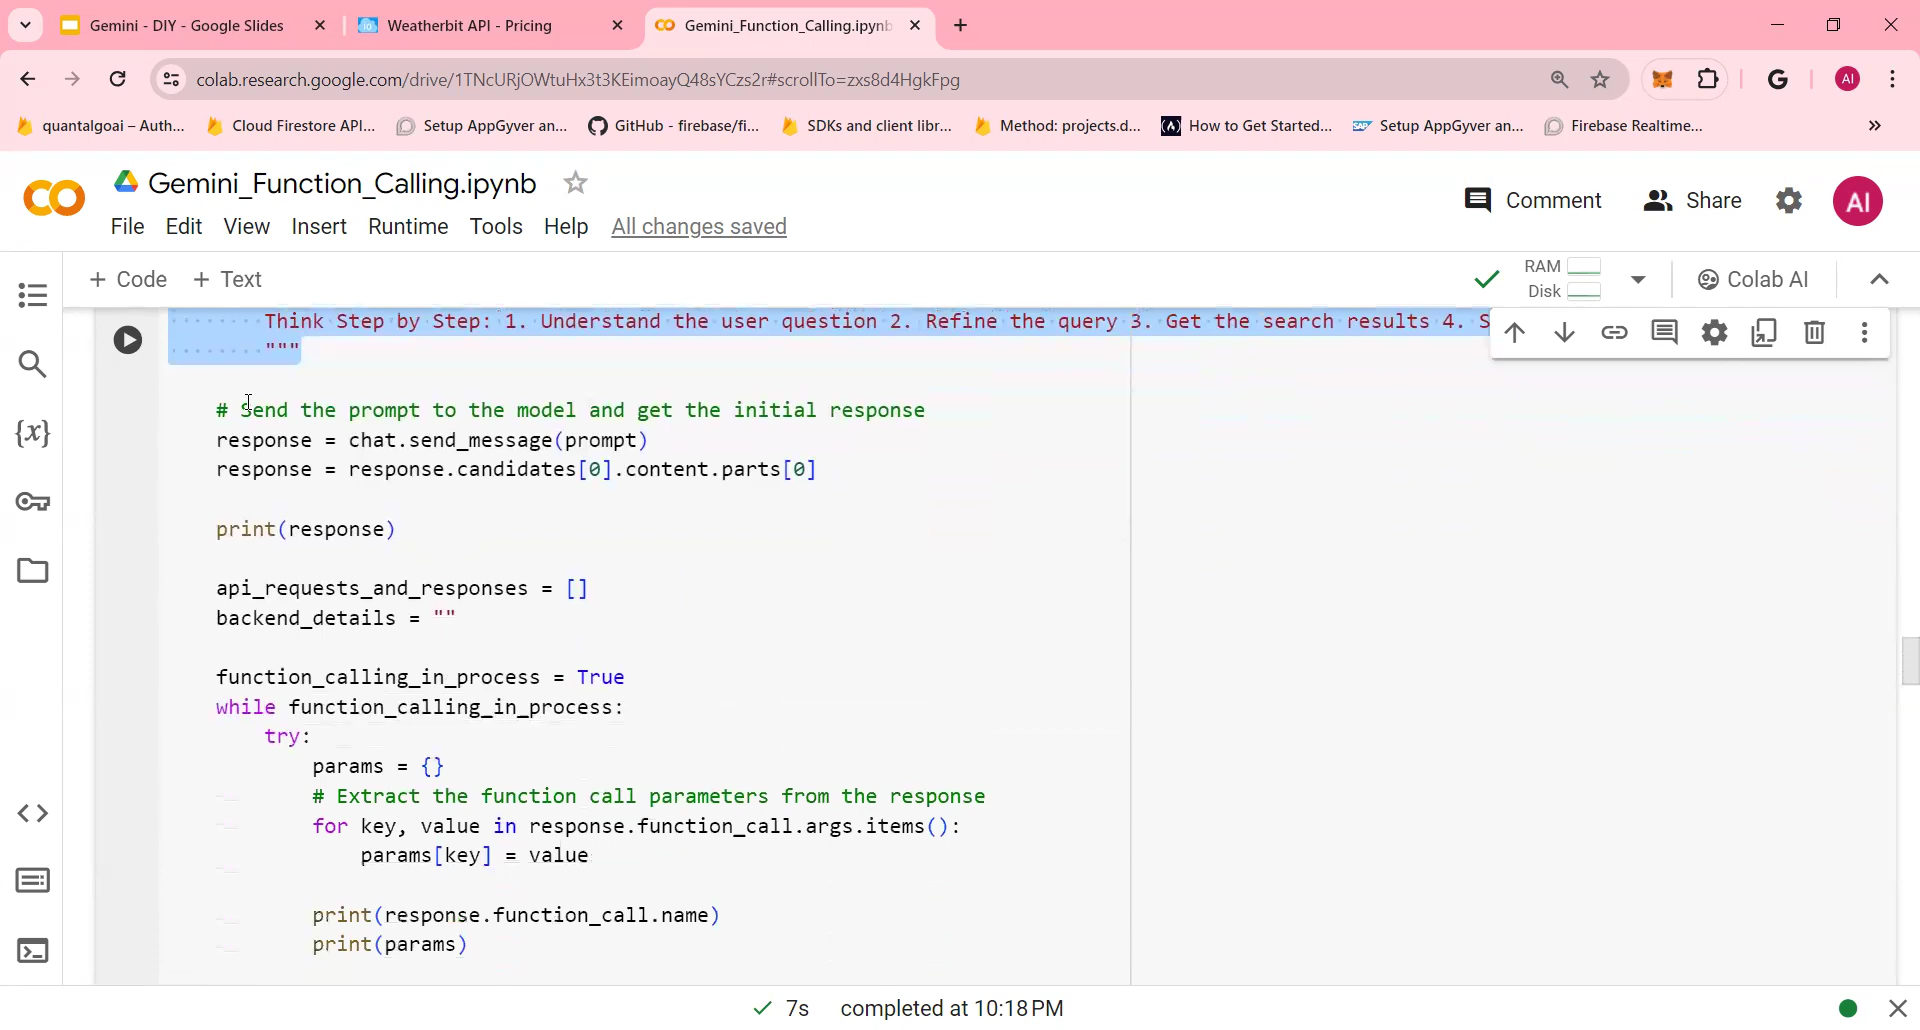 Gemini - DIY - Google Slides
Weatherbit API - Pricing
Gemini_Function_Calling.ipynb
colab.research.google.com/drive/1TNcURjOWtuHx3t3KEimoayQ48sYCzs2r#scrollTo=zxs8d4HgkFpg
AI
quantalgoai – Auth...
Cloud Firestore API...
Setup AppGyver an...
GitHub - firebase/fi...
SDKs and client libr...
Method: projects.d...
How to Get Started...
Setup AppGyver an...
Firebase Realtime...
Gemini_Function_Calling.ipynb
File Edit View Insert Runtime Tools Help All changes saved
Comment Share AI
+ Code + Text
RAM
Disk
Colab AI
Think Step by Step: 1. Understand the user question 2. Refine the query 3. Get the search results 4. S
"""
# Send the prompt to the model and get the initial response
response = chat.send_message(prompt)
response = response.candidates[0].content.parts[0]
print(response)
api_requests_and_responses = []
backend_details = ""
function_calling_in_process = True
while function_calling_in_process:
try:
params = {}
# Extract the function call parameters from the response
for key, value in response.function_call.args.items():
params[key] = value
print(response.function_call.name)
print(params)
7s completed at 10:18 PM